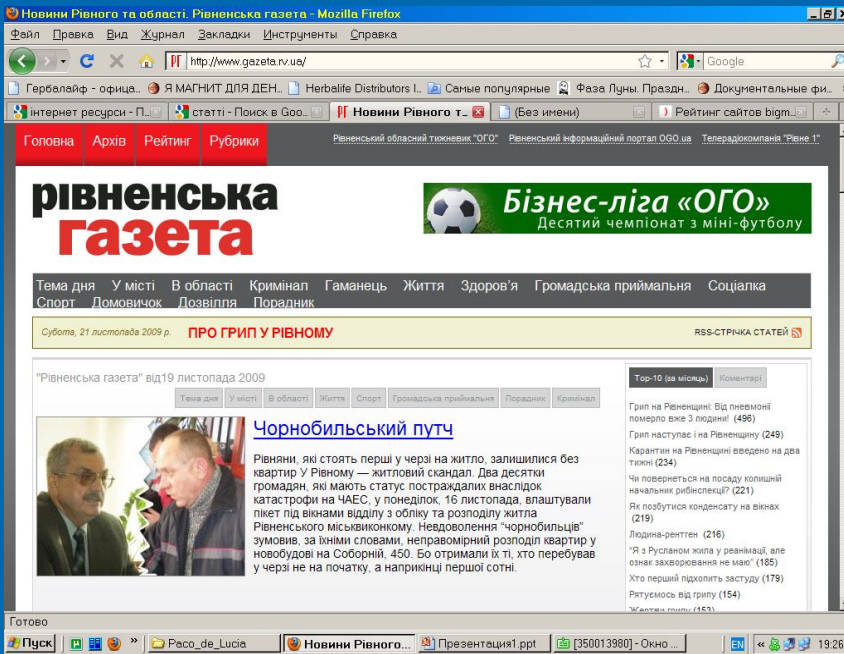 Новини Рівного та області. Рівненська газета - Mozilla Firefox
Файл Правка Вид Журнал Закладки Инструменты Справка
http://www.gazeta.rv.ua/ Google
Гербалайф - офица... Я МАГНИТ ДЛЯ ДЕН... Herbalife Distributors I... Самые популярные Фаза Луны. Праздн... Документальные фи...
інтернет ресурси - П... статті - Поиск в Goo... Новини Рівного т... (Без имени) Рейтинг сайтов bigm...
Головна Архів Рейтинг Рубрики Рівненський обласний тижневик "ОГО" Рівненський інформаційний портал OGO.ua Телерадіокомпанія "Рівне 1"
рівненська
газета
Бізнес-ліга «ОГО»
Десятий чемпіонат з міні-футболу
Тема дня У місті В області Кримінал Гаманець Життя Здоров'я Громадська приймальня Соціалка
Спорт Домовичок Дозвілля Порадник
Субота, 21 листопада 2009 р. ПРО ГРИП У РІВНОМУ RSS-СТРІЧКА СТАТЕЙ
"Рівненська газета" від19 листопада 2009
Тема дня У місті В області Життя Спорт Громадська приймальня Порадник Кримінал
Чорнобильський путч
Рівняни, які стоять перші у черзі на житло, залишилися без
квартир У Рівному — житловий скандал. Два десятки
громадян, які мають статус постраждалих внаслідок
катастрофи на ЧАЕС, у понеділок, 16 листопада, влаштували
пікет під вікнами відділу з обліку та розподілу житла
Рівненського міськвиконкому. Невдоволення "чорнобильців"
зумовив, за їхніми словами, неправомірний розподіл квартир у
новобудові на Соборній, 450. Бо отримали їх ті, хто перебував
у черзі не на початку, а наприкінці першої сотні.
Top-10 (за місяць) Коментарі
Грип на Рівненщині: Від пневмонії
померло вже 3 людини! (496)
Грип наступає і на Рівненщину (249)
Карантин на Рівненщині введено на два
тижні (234)
Чи повернеться на посаду колишній
начальник рибінспекції? (221)
Як позбутися конденсату на вікнах
(219)
Людина-рентген (216)
"Я з Русланом жила у реанімації, але
ознак захворювання не маю" (185)
Хто перший підхопить застуду (179)
Рятуємось від грипу (154)
Жертви грипу (153)
Готово
Пуск Paco_de_Lucia Новини Рівного... Презентация1.ppt [350013980] - Окно ... EN 19:26